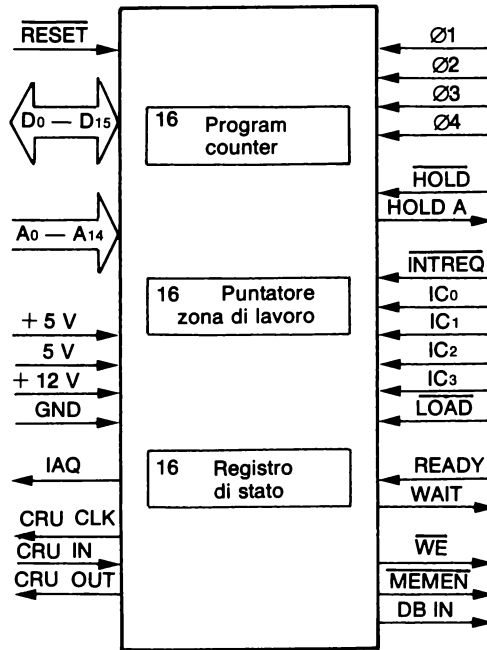 RESET
D0 — D15
A0 — A14
+ 5 V
5 V
+ 12 V
GND
IAQ
CRU CLK
CRU IN
CRU OUT
16 Program
counter
16 Puntatore
zona di lavoro
16 Registro
di stato
Ø1
Ø2
Ø3
Ø4
HOLD
HOLD A
INTREQ
IC0
IC1
IC2
IC3
LOAD
READY
WAIT
WE
MEMEN
DB IN